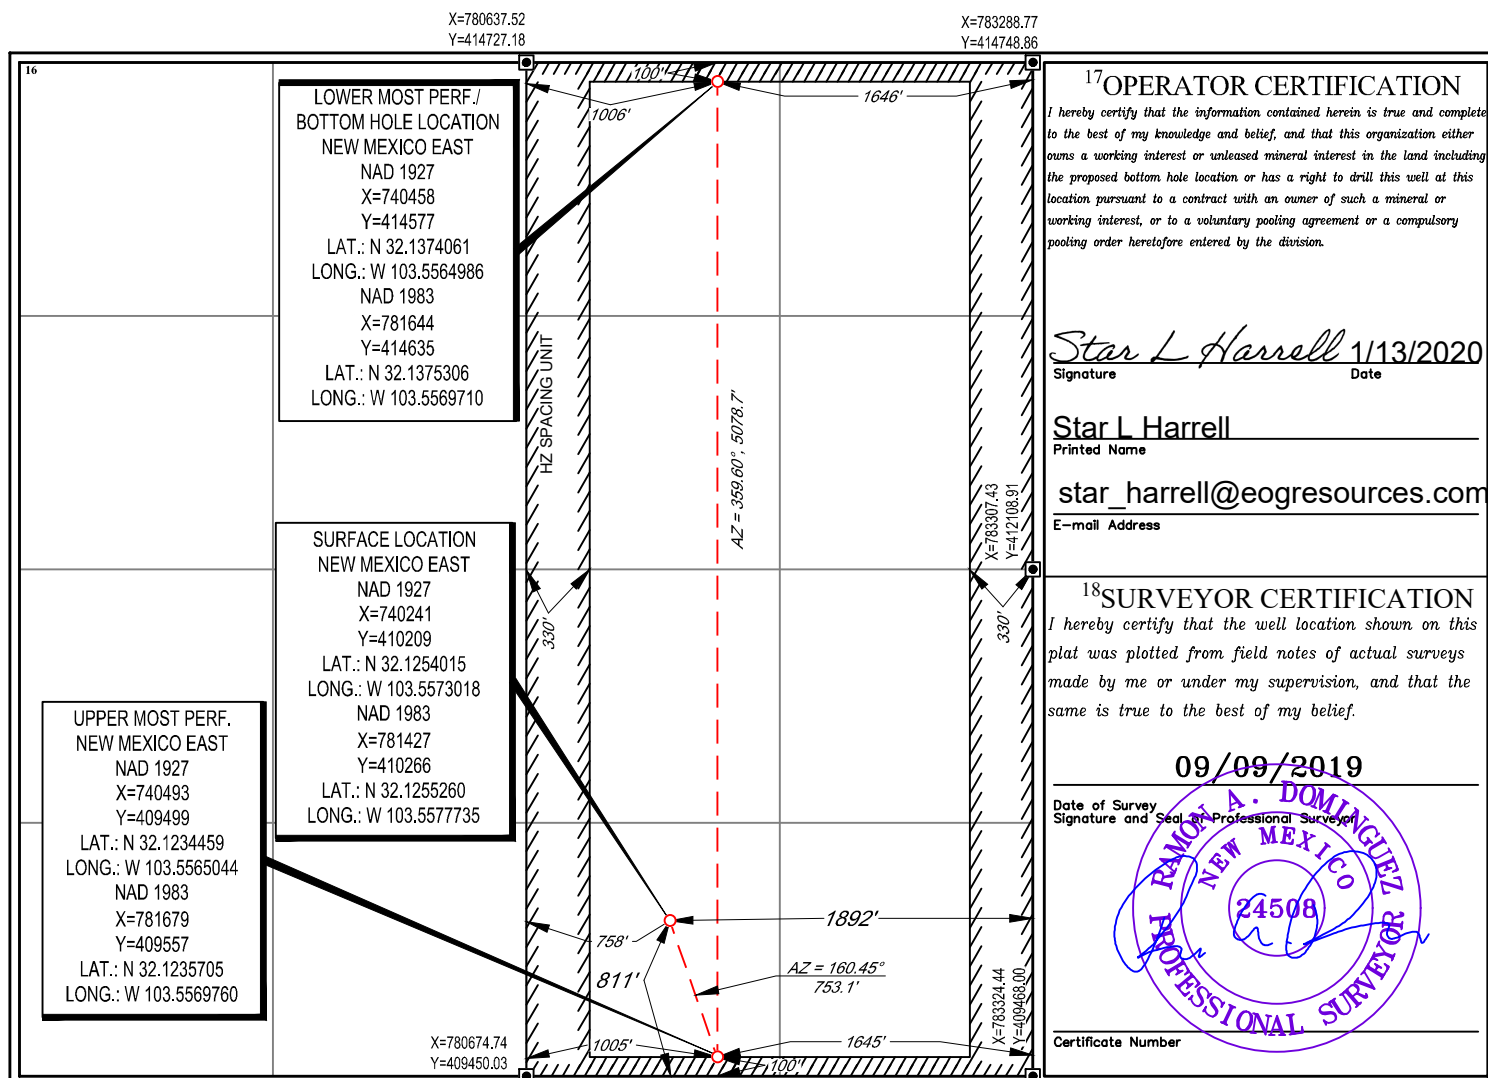 X=780637.52
Y=414727.18
X=783288.77
Y=414748.86
16
100'
1006'
1646'
LOWER MOST PERF./
BOTTOM HOLE LOCATION
NEW MEXICO EAST
NAD 1927
X=740458
Y=414577
LAT.: N 32.1374061
LONG.: W 103.5564986
NAD 1983
X=781644
Y=414635
LAT.: N 32.1375306
LONG.: W 103.5569710
HZ SPACING UNIT
AZ = 359.60°, 5078.7'
X=783307.43
Y=412108.91
330'
330'
SURFACE LOCATION
NEW MEXICO EAST
NAD 1927
X=740241
Y=410209
LAT.: N 32.1254015
LONG.: W 103.5573018
NAD 1983
X=781427
Y=410266
LAT.: N 32.1255260
LONG.: W 103.5577735
UPPER MOST PERF.
NEW MEXICO EAST
NAD 1927
X=740493
Y=409499
LAT.: N 32.1234459
LONG.: W 103.5565044
NAD 1983
X=781679
Y=409557
LAT.: N 32.1235705
LONG.: W 103.5569760
758'
1892'
811'
AZ = 160.45°
753.1'
X=783324.44
Y=409468.00
X=780674.74
Y=409450.03
1005'
1645'
100'
17 OPERATOR CERTIFICATION
I hereby certify that the information contained herein is true and complete
to the best of my knowledge and belief, and that this organization either
owns a working interest or unleased mineral interest in the land including
the proposed bottom hole location or has a right to drill this well at this
location pursuant to a contract with an owner of such a mineral or
working interest, or to a voluntary pooling agreement or a compulsory
pooling order heretofore entered by the division.
Star L Harrell 1/13/2020
Signature Date
Star L Harrell
Printed Name
star_harrell@eogresources.com
E-mail Address
18 SURVEYOR CERTIFICATION
I hereby certify that the well location shown on this
plat was plotted from field notes of actual surveys
made by me or under my supervision, and that the
same is true to the best of my belief.
09/09/2019
Date of Survey
Signature and Seal of Professional Surveyor
RAMON A. DOMINGUEZ
NEW MEXICO
24508
PROFESSIONAL SURVEYOR
Certificate Number